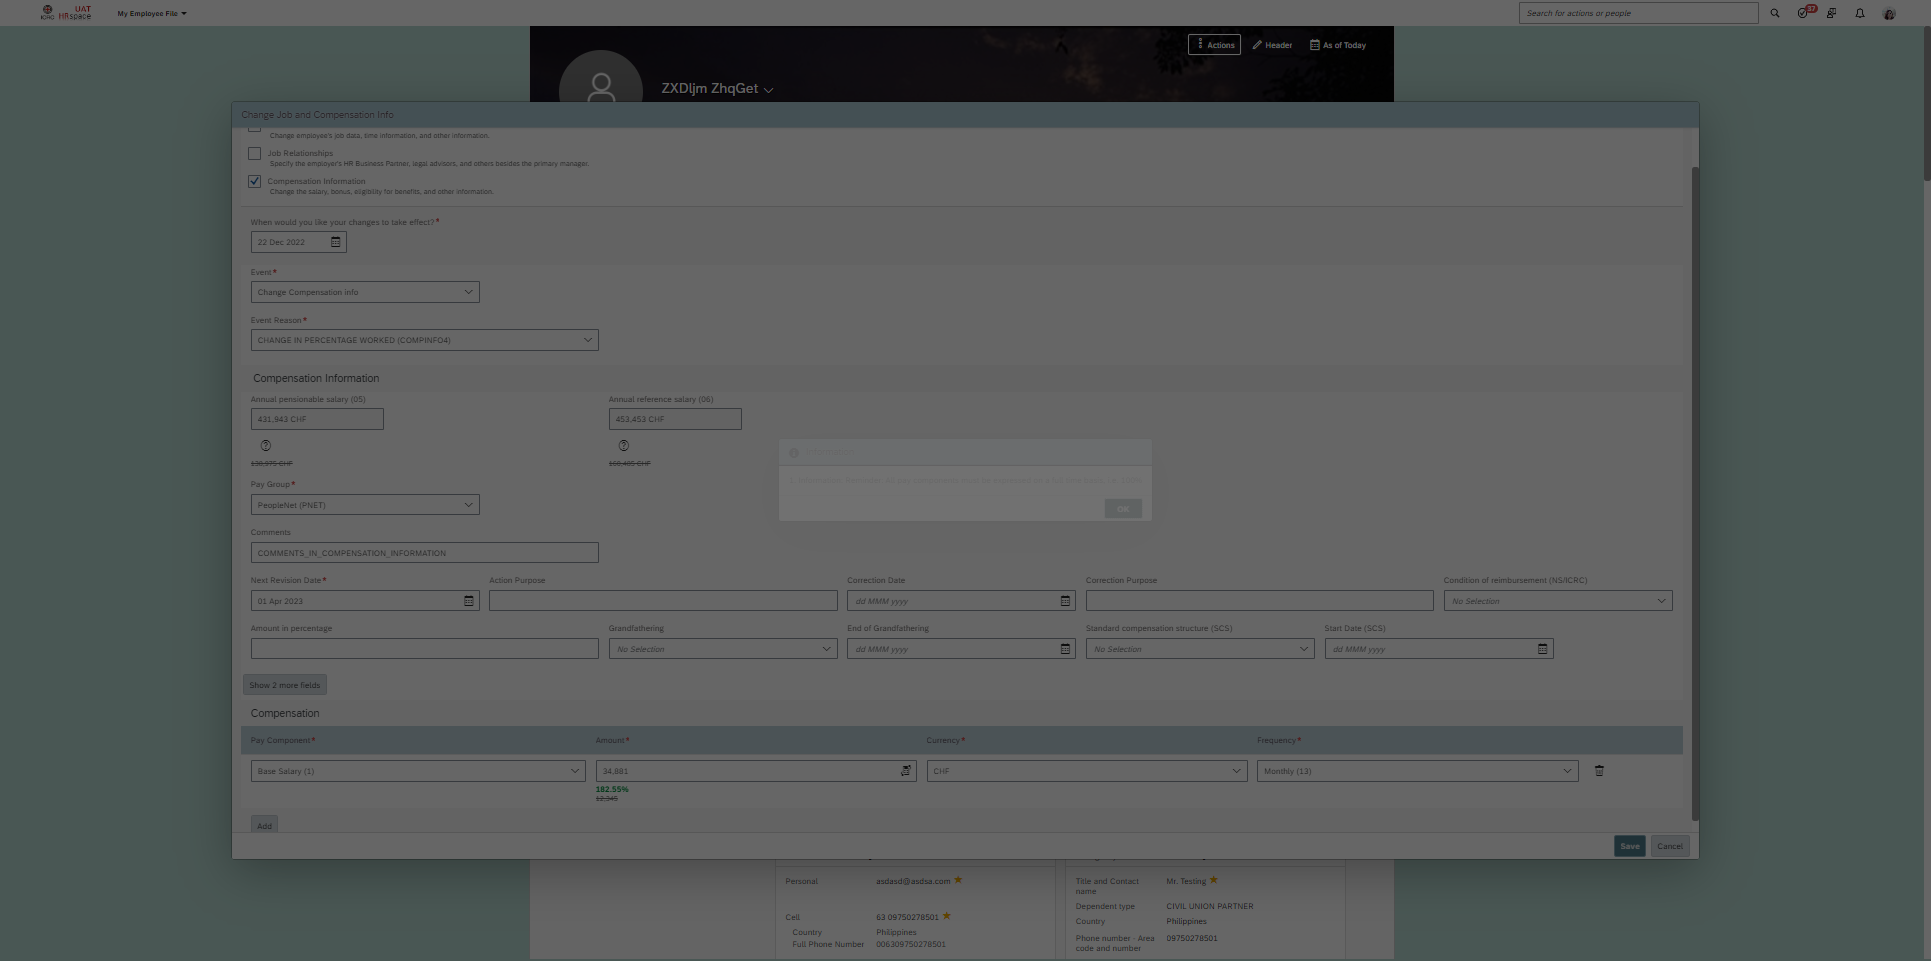 ICRC
UAT
HRspace
My Employee File
Search for actions or people
37
Actions
Header
As of Today
ZXDljm ZhqGet
Change Job and Compensation Info
Change employee's job data, time information, and other information.
Job Relationships
Specify the employer's HR Business Partner, legal advisors, and others besides the primary manager.
Compensation Information
Change the salary, bonus, eligibility for benefits, and other information.
When would you like your changes to take effect?*
22 Dec 2022
Event*
Change Compensation info
Event Reason*
CHANGE IN PERCENTAGE WORKED (COMPINFO4)
Compensation Information
Annual pensionable salary (05) Annual reference salary (06)
431,943 CHF 453,453 CHF
Pay Group*
PeopleNet (PNET)
Comments
COMMENTS_IN_COMPENSATION_INFORMATION
Next Revision Date* Action Purpose Correction Date Correction Purpose Condition of reimbursement (NS/ICRC)
01 Apr 2023 dd MMM yyyy No Selection
Amount in percentage Grandfathering End of Grandfathering Standard compensation structure (SCS) Start Date (SCS)
No Selection dd MMM yyyy No Selection dd MMM yyyy
Show 2 more fields
Compensation
Pay Component* Amount* Currency* Frequency*
Base Salary (1) 34,881 CHF Monthly (13)
182.55%
12,345
Add
Information
OK
Save Cancel
Personal asdasd@asdsa.com
Cell 63 09750278501
Country Philippines
Full Phone Number 006309750278501
Title and Contact name Mr. Testing
Dependent type CIVIL UNION PARTNER
Country Philippines
Phone number - Area code and number 09750278501